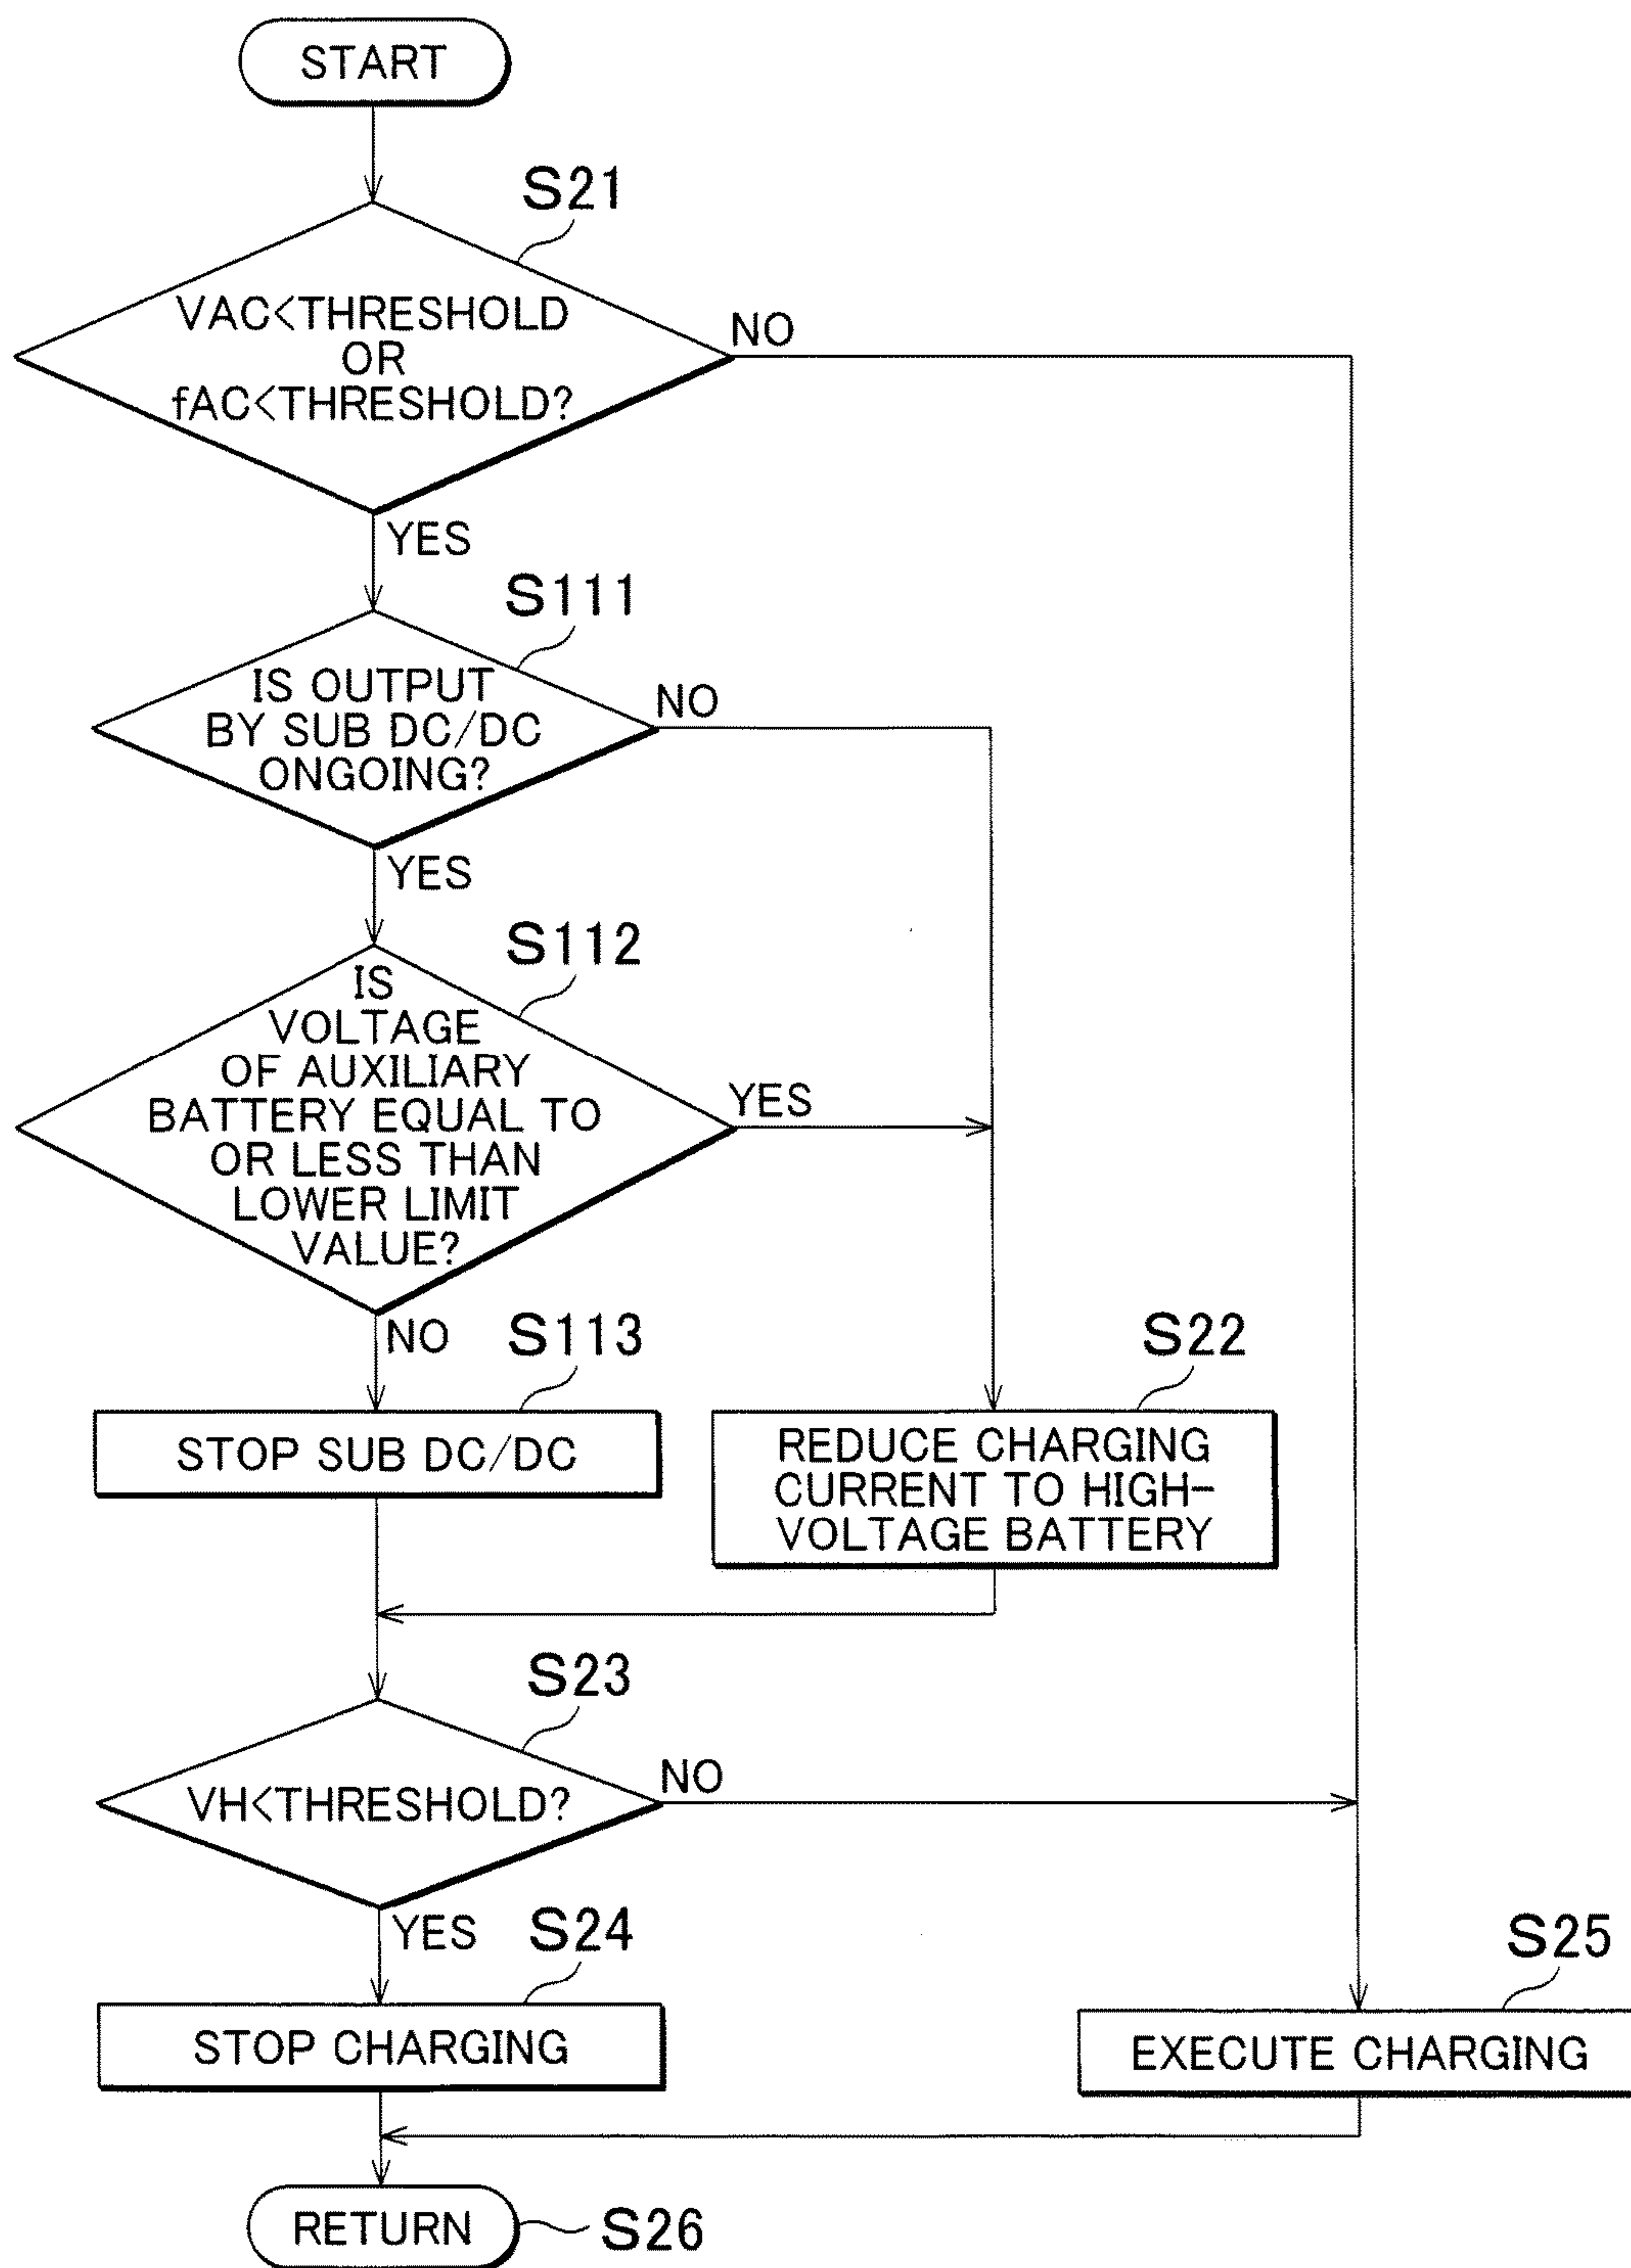 START
S21
VAC<THRESHOLD
OR
fAC<THRESHOLD?
NO
YES
S111
IS OUTPUT
BY SUB DC/DC
ONGOING?
NO
YES
S112
IS
VOLTAGE
OF AUXILIARY
BATTERY EQUAL TO
OR LESS THAN
LOWER LIMIT
VALUE?
YES
NO
S113
STOP SUB DC/DC
S22
REDUCE CHARGING
CURRENT TO HIGH-
VOLTAGE BATTERY
S23
VH<THRESHOLD?
NO
YES
S24
STOP CHARGING
S25
EXECUTE CHARGING
RETURN
S26